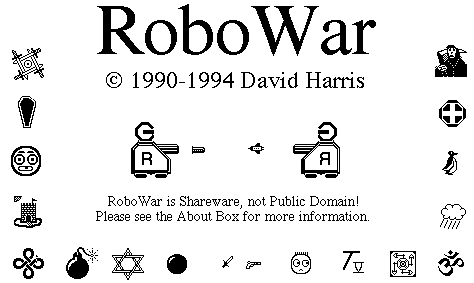 RoboWar
© 1990-1994 David Harris
R
Я
RoboWar is Shareware, not Public Domain!
Please see the About Box for more information.
TV
ॐ